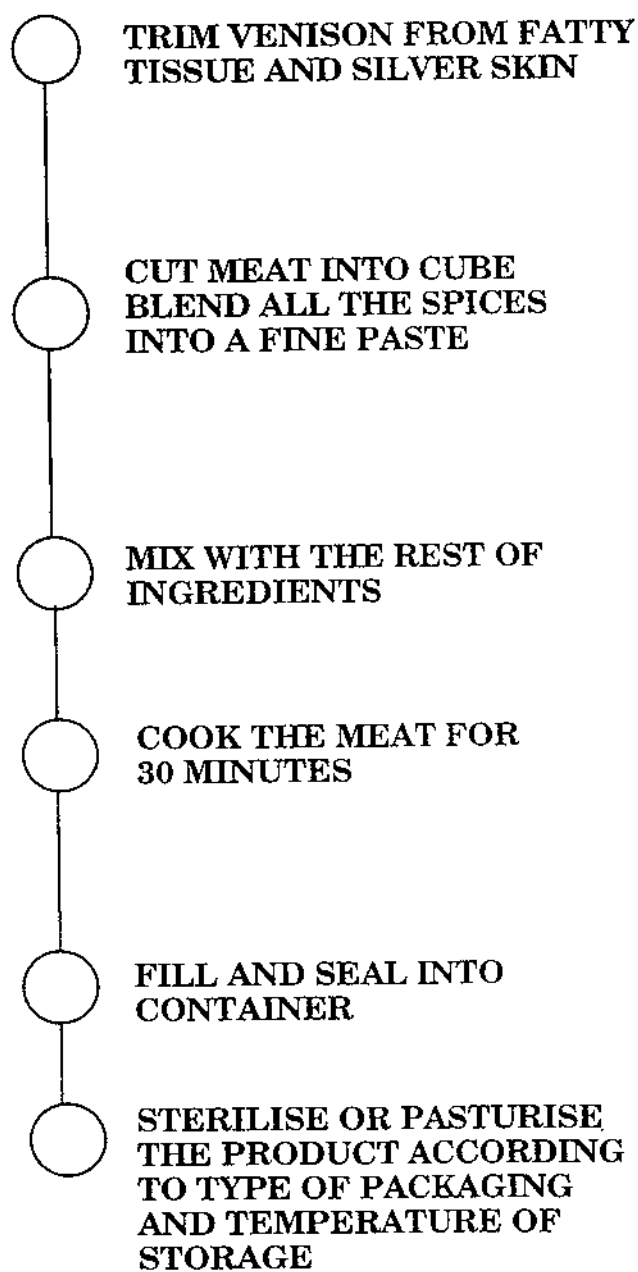 TRIM VENISON FROM FATTY
TISSUE AND SILVER SKIN
CUT MEAT INTO CUBE
BLEND ALL THE SPICES
INTO A FINE PASTE
MIX WITH THE REST OF
INGREDIENTS
COOK THE MEAT FOR
30 MINUTES
FILL AND SEAL INTO
CONTAINER
STERILISE OR PASTURISE
THE PRODUCT ACCORDING
TO TYPE OF PACKAGING
AND TEMPERATURE OF
STORAGE